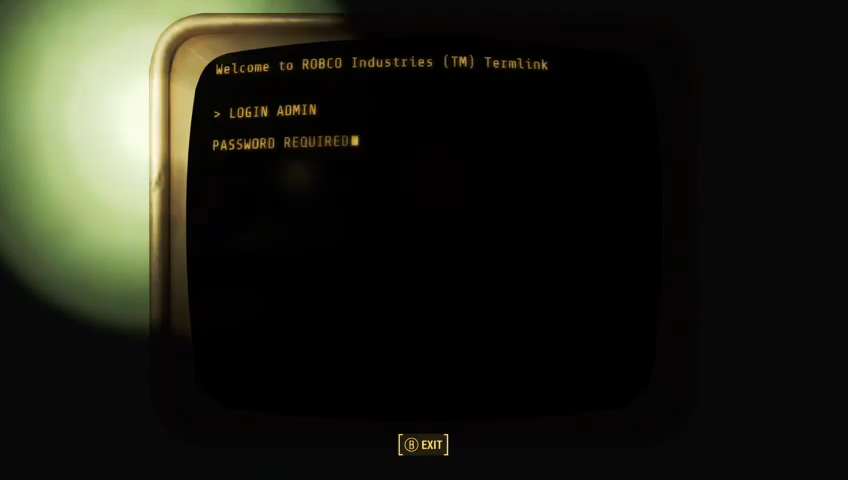 Welcome to ROBCO Industries (TM) Termlink
> LOGIN ADMIN
PASSWORD REQUIRED
[Ⓑ EXIT]